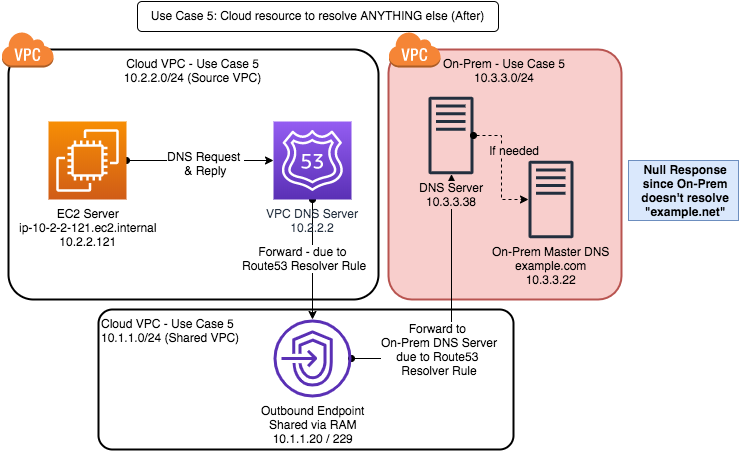 Use Case 5: Cloud resource to resolve ANYTHING else (After)
VPC
Cloud VPC - Use Case 5
10.2.2.0/24 (Source VPC)
VPC
On-Prem - Use Case 5
10.3.3.0/24
53
DNS Request
& Reply
EC2 Server
ip-10-2-2-121.ec2.internal
10.2.2.121
VPC DNS Server
10.2.2.2
Forward - due to
Route53 Resolver Rule
If needed
DNS Server
10.3.3.38
On-Prem Master DNS
example.com
10.3.3.22
Null Response
since On-Prem
doesn't resolve
"example.net"
Cloud VPC - Use Case 5
10.1.1.0/24 (Shared VPC)
Forward to
On-Prem DNS Server
due to Route53
Resolver Rule
Outbound Endpoint
Shared via RAM
10.1.1.20 / 229